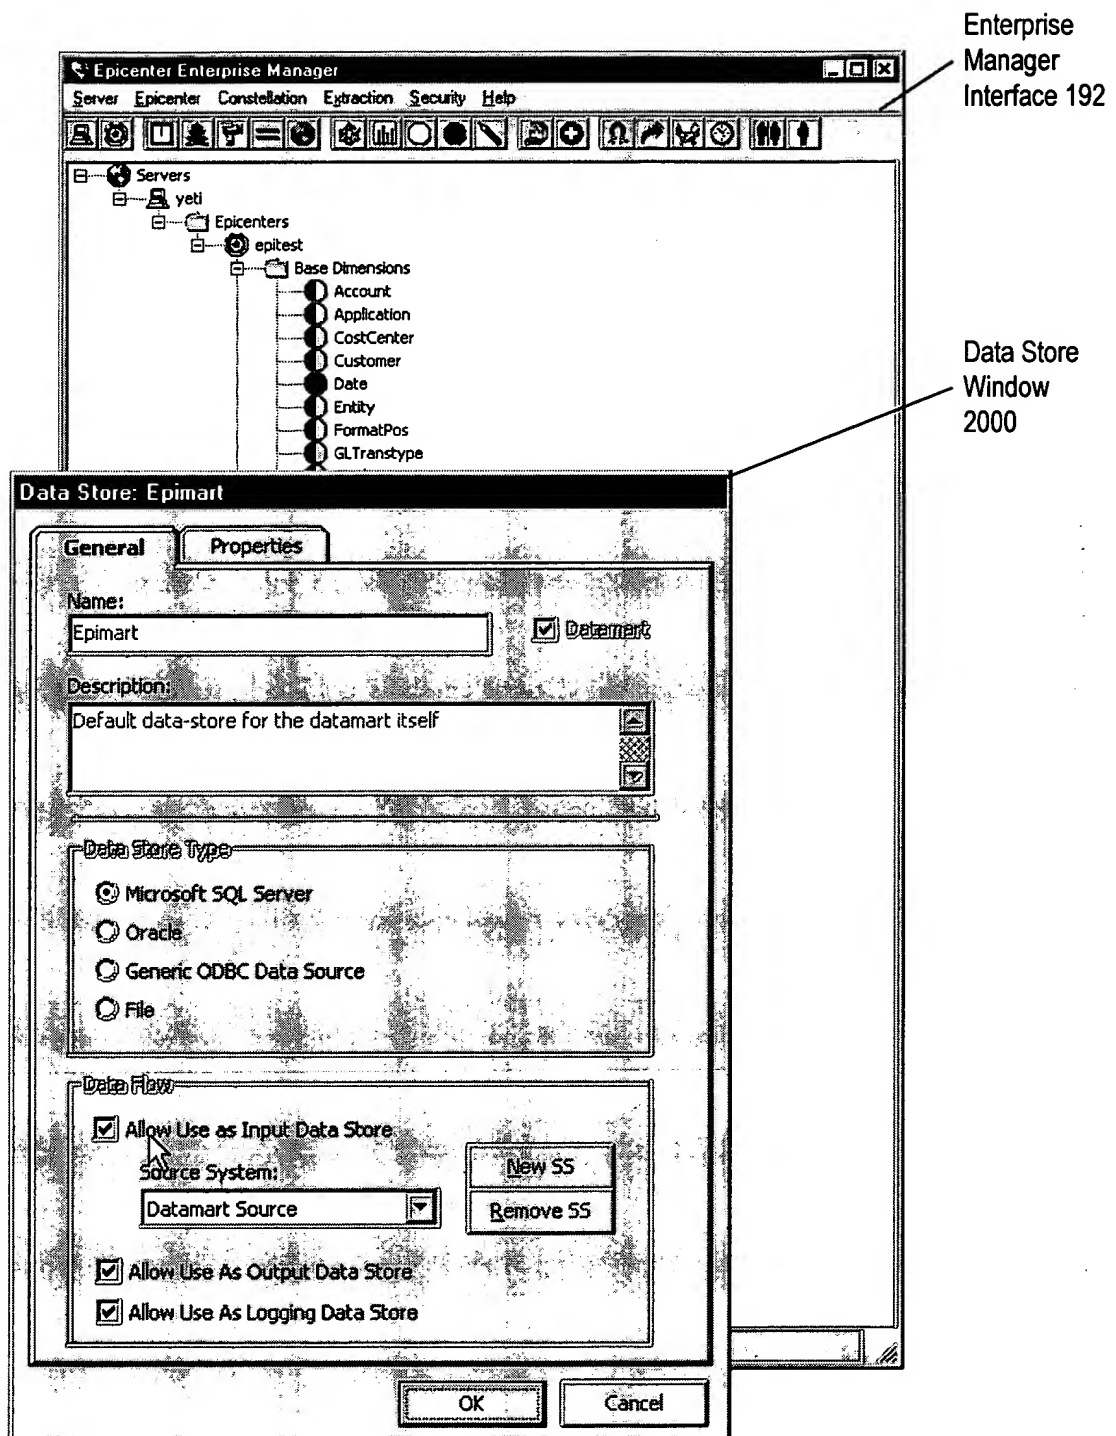 Enterprise
Manager
Interface 192
Epicenter Enterprise Manager
Server Epicenter Constellation Extraction Security Help
Servers
yeti
Epicenters
epitest
Base Dimensions
Account
Application
CostCenter
Customer
Date
Entity
FormatPos
GLTranstype
Data Store
Window
2000
Data Store: Epimart
General Properties
Name:
Epimart
Datamart
Description:
Default data-store for the datamart itself
Data Store Type
Microsoft SQL Server
Oracle
Generic ODBC Data Source
File
Data Flow
Allow Use as Input Data Store
Source System:
Datamart Source
New SS
Remove SS
Allow Use As Output Data Store
Allow Use As Logging Data Store
OK Cancel